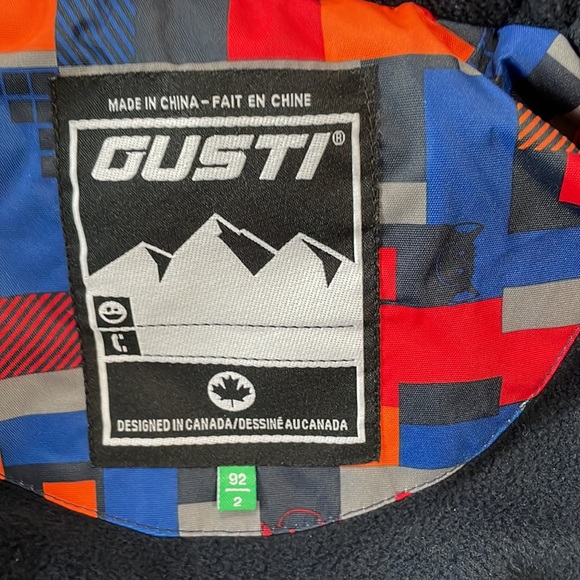 MADE IN CHINA – FAIT EN CHINE
GUSTI®
DESIGNED IN CANADA/DESSINÉ AU CANADA
92
2